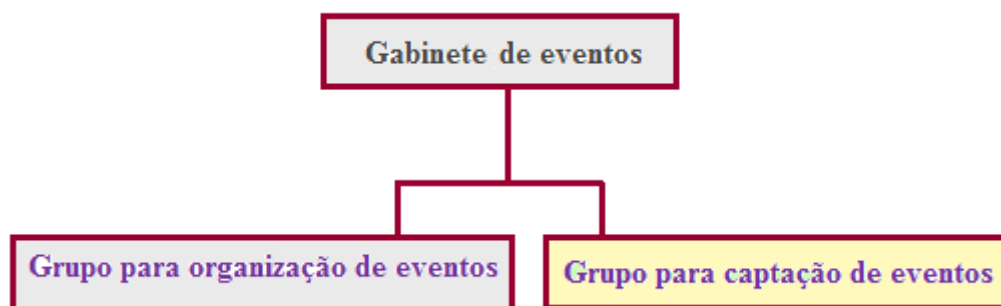 Gabinete de eventos
Grupo para organização de eventos
Grupo para captação de eventos